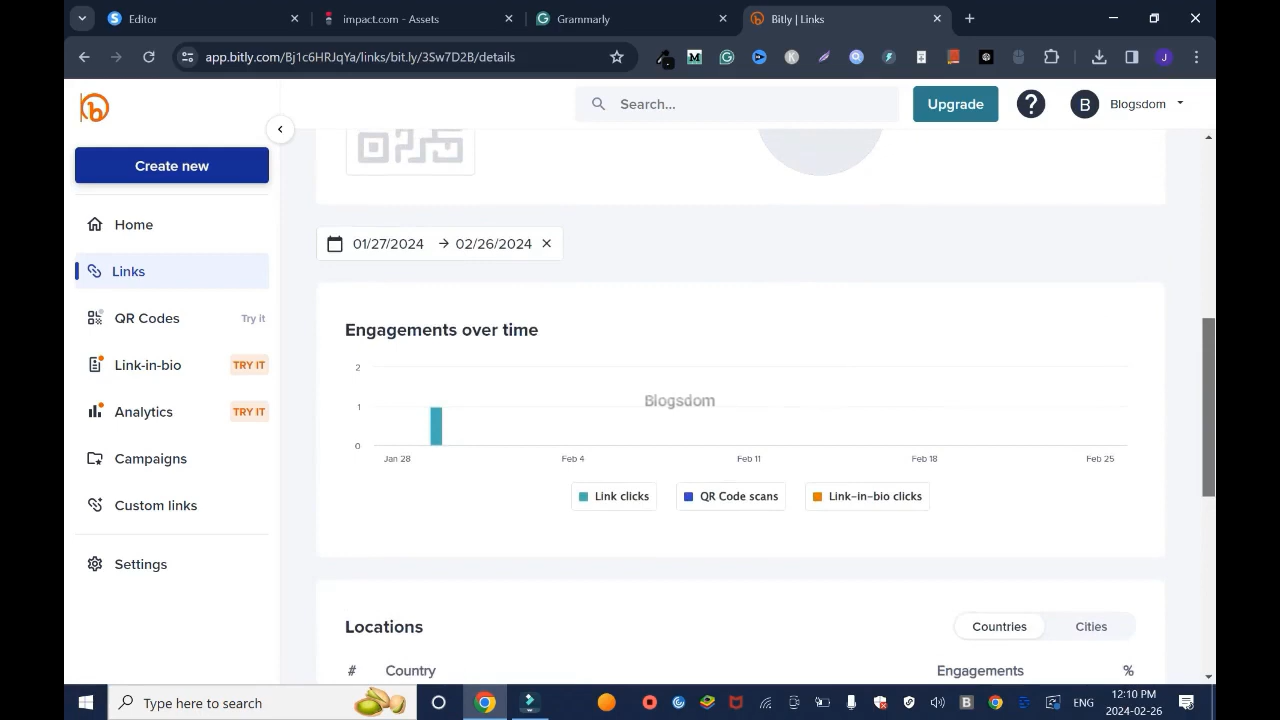 Editor
impact.com - Assets
Grammarly
Bitly | Links
app.bitly.com/Bj1c6HRJqYa/links/bit.ly/3Sw7D2B/details
Search...
Upgrade
B
Blogsdom
Create new
Home
Links
QR Codes Try it
Link-in-bio TRY IT
Analytics TRY IT
Campaigns
Custom links
Settings
01/27/2024 → 02/26/2024
Engagements over time
2
1
0
Blogsdom
Jan 28 Feb 4 Feb 11 Feb 18 Feb 25
Link clicks QR Code scans Link-in-bio clicks
Locations
Countries Cities
# Country Engagements %
Type here to search
ENG
12:10 PM
2024-02-26